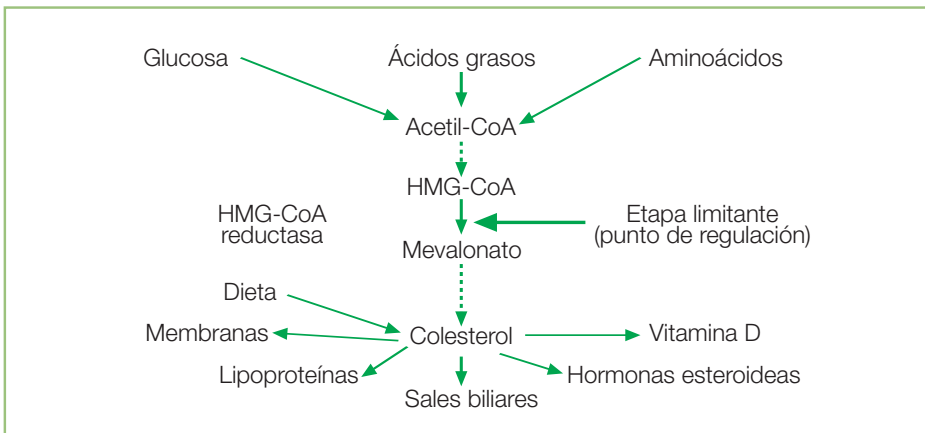 Glucosa
Ácidos grasos
Aminoácidos
Acetil-CoA
HMG-CoA
HMG-CoA
reductasa
Etapa limitante
(punto de regulación)
Mevalonato
Dieta
Membranas
Colesterol
Vitamina D
Lipoproteínas
Hormonas esteroideas
Sales biliares